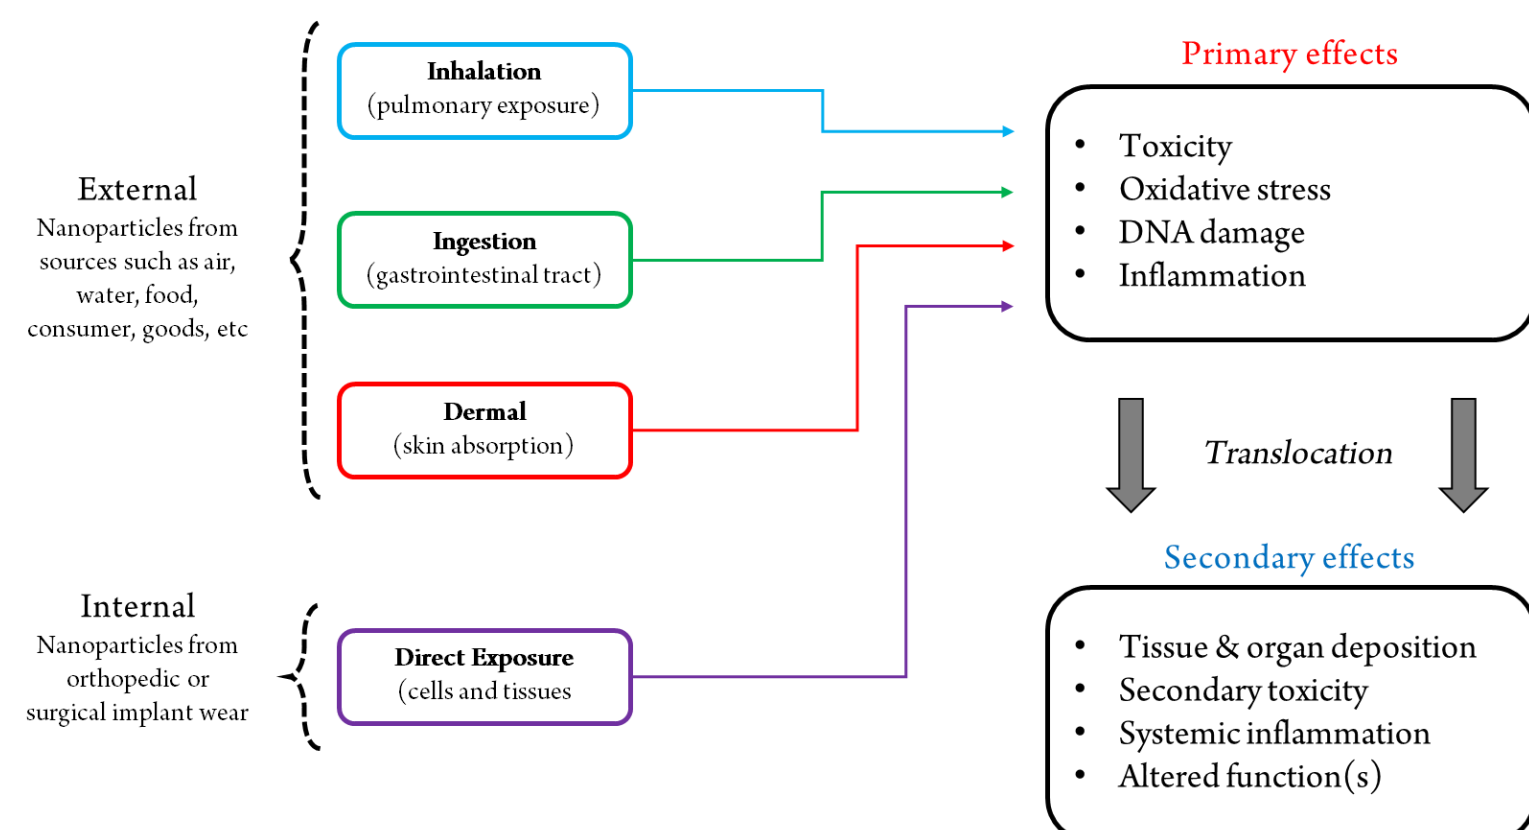 External
Nanoparticles from
sources such as air,
water, food,
consumer, goods, etc
Inhalation
(pulmonary exposure)
Ingestion
(gastrointestinal tract)
Dermal
(skin absorption)
Internal
Nanoparticles from
orthopedic or
surgical implant wear
Direct Exposure
(cells and tissues
Primary effects
• Toxicity
• Oxidative stress
• DNA damage
• Inflammation
Translocation
Secondary effects
• Tissue & organ deposition
• Secondary toxicity
• Systemic inflammation
• Altered function(s)